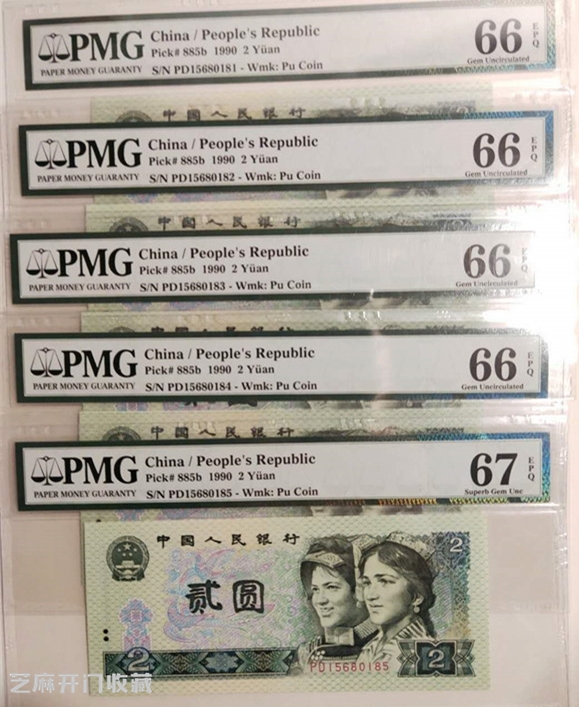 PMG
PAPER MONEY GUARANTY
China / People's Republic
Pick# 885b 1990 2 Yüan
S/N PD15680181 - Wmk: Pu Coin
66 EPQ
Gem Uncirculated
中国人民银行
PMG
PAPER MONEY GUARANTY
China / People's Republic
Pick# 885b 1990 2 Yüan
S/N PD15680182 - Wmk: Pu Coin
66 EPQ
Gem Uncirculated
中国人民银行
PMG
PAPER MONEY GUARANTY
China / People's Republic
Pick# 885b 1990 2 Yüan
S/N PD15680183 - Wmk: Pu Coin
66 EPQ
Gem Uncirculated
中国人民银行
PMG
PAPER MONEY GUARANTY
China / People's Republic
Pick# 885b 1990 2 Yüan
S/N PD15680184 - Wmk: Pu Coin
66 EPQ
Gem Uncirculated
中国人民银行
PMG
PAPER MONEY GUARANTY
China / People's Republic
Pick# 885b 1990 2 Yüan
S/N PD15680185 - Wmk: Pu Coin
67 EPQ
Superb Gem Unc
中国人民银行
2
贰圆
PD15680185
2
2
芝麻开门收藏